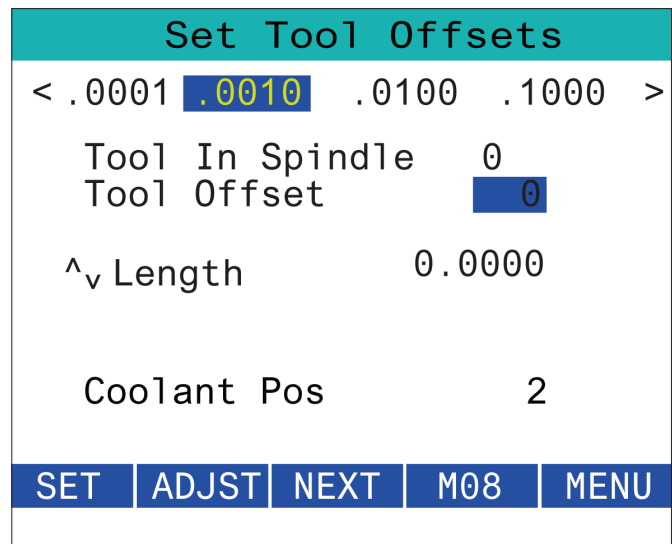 Set Tool Offsets
< .0001 .0010 .0100 .1000 >
Tool In Spindle 0
Tool Offset 0
^v Length 0.0000
Coolant Pos 2
SET ADJST NEXT M08 MENU